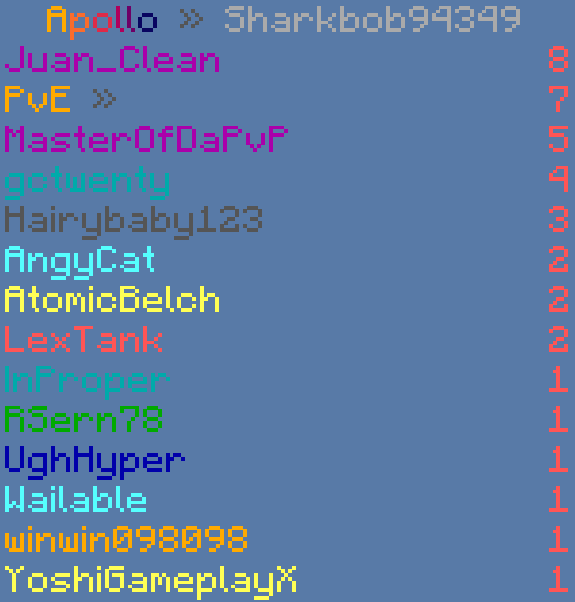 Apollo » Sharkbob94349
Juan_Clean 8
PvE » 7
MasterOfDaPvP 5
gotwenty 4
Hairybaby123 3
AngyCat 2
AtomicBelch 2
LexTank 2
InProper 1
RSern78 1
UghHyper 1
Wailable 1
winwin098098 1
YoshiGameplayX 1